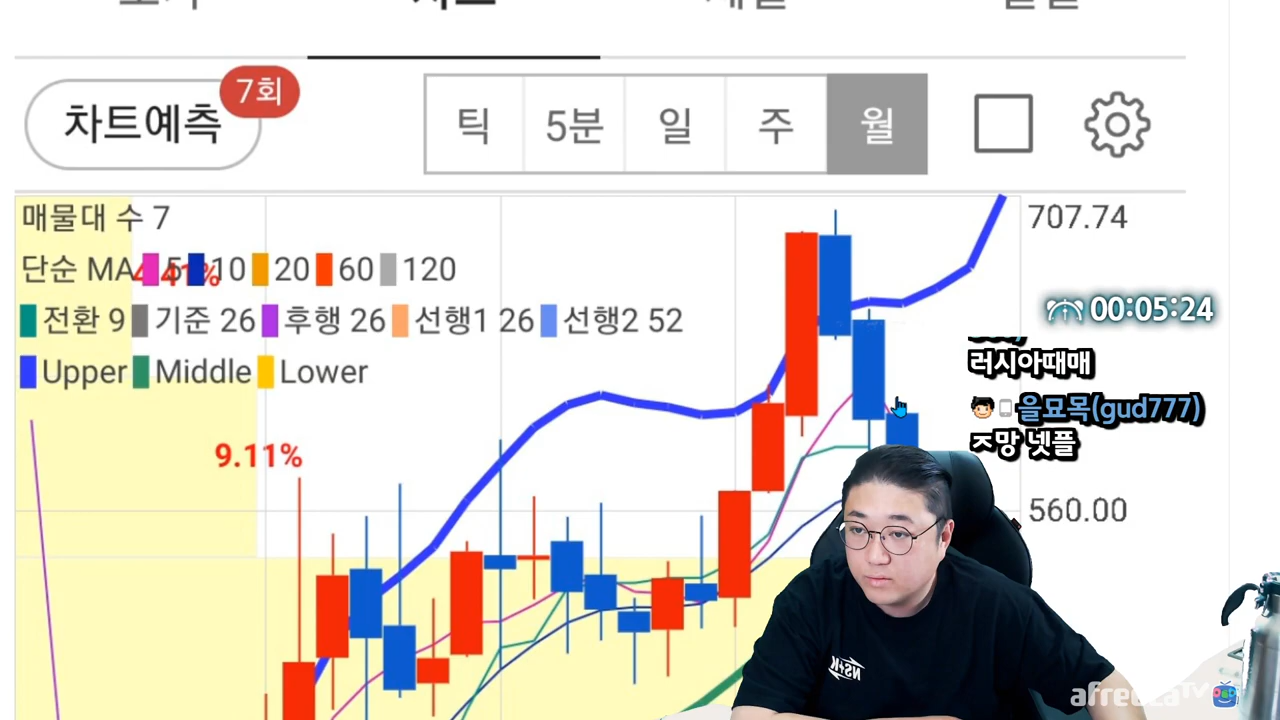 차트
7회
차트예측
틱 5분 일 주 월
매물대 수 7
707.74
단순 MA 5 10 20 60 120
00:05:24
전환 9 기준 26 후행 26 선행1 26 선행2 52
러시아때매
Upper Middle Lower
을묘목(gud777)
ㅈ망 넷플
9.11%
560.00
afreecaTV